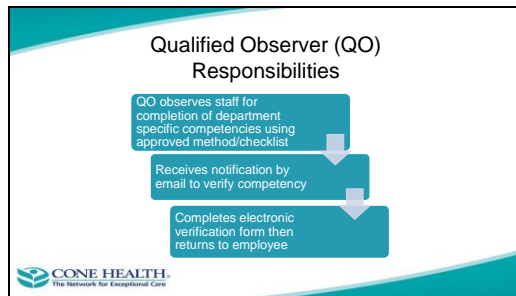 Qualified Observer (QO)
Responsibilities
QO observes staff for
completion of department
specific competencies using
approved method/checklist
Receives notification by
email to verify competency
Completes electronic
verification form then
returns to employee
CONE HEALTH®
The Network for Exceptional Care